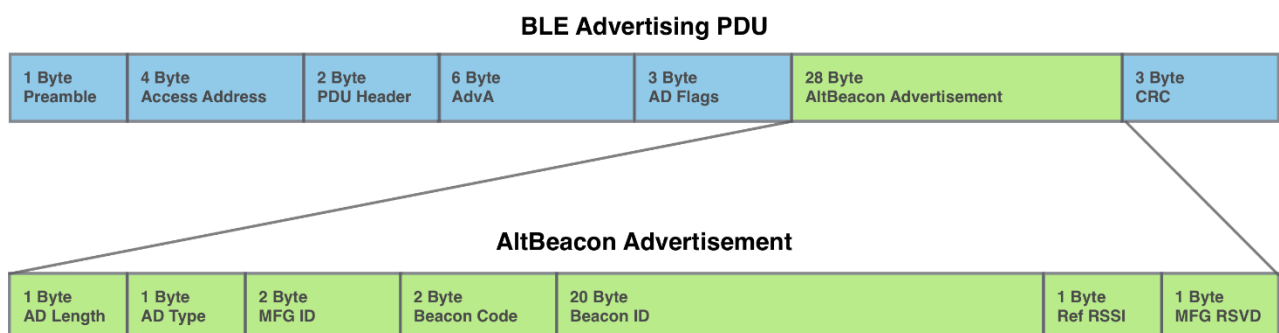 BLE Advertising PDU
1 Byte
Preamble
4 Byte
Access Address
2 Byte
PDU Header
6 Byte
AdvA
3 Byte
AD Flags
28 Byte
AltBeacon Advertisement
3 Byte
CRC
AltBeacon Advertisement
1 Byte
AD Length
1 Byte
AD Type
2 Byte
MFG ID
2 Byte
Beacon Code
20 Byte
Beacon ID
1 Byte
Ref RSSI
1 Byte
MFG RSVD